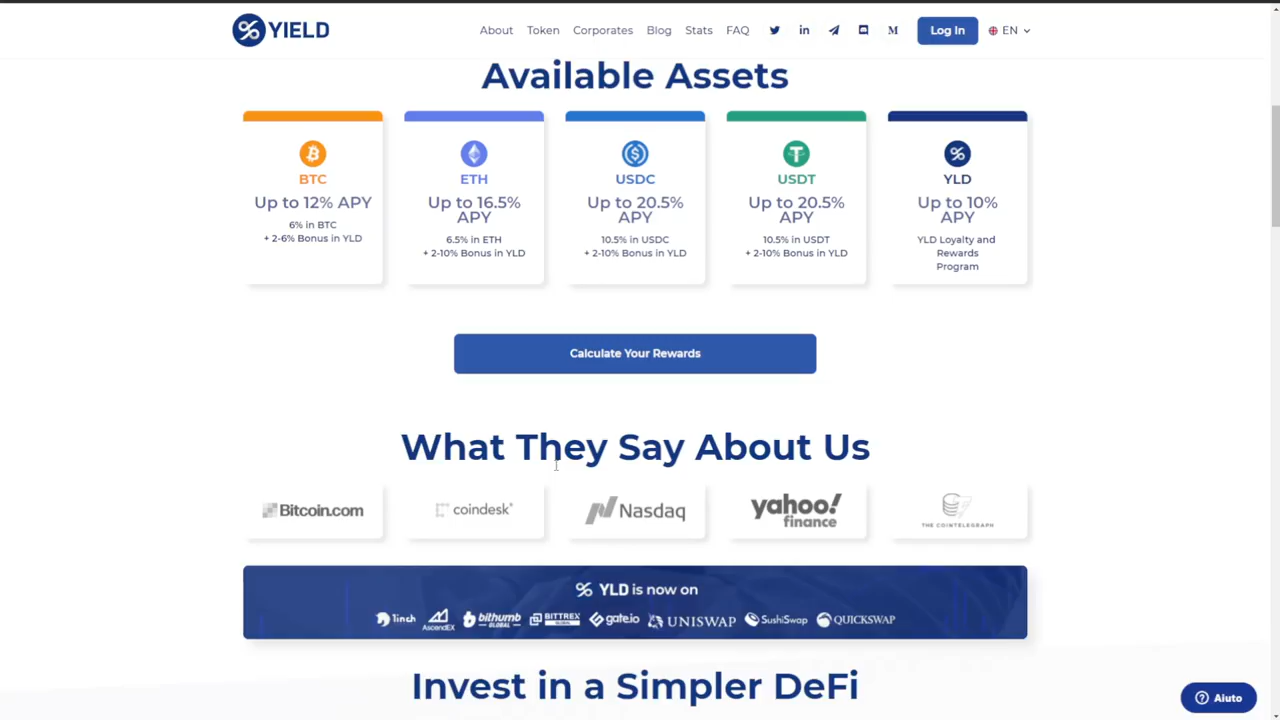 YIELD
About Token Corporates Blog Stats FAQ M Log In EN
Available Assets
BTC
Up to 12% APY
6% in BTC
+ 2-6% Bonus in YLD
ETH
Up to 16.5%
APY
6.5% in ETH
+ 2-10% Bonus in YLD
USDC
Up to 20.5%
APY
10.5% in USDC
+ 2-10% Bonus in YLD
USDT
Up to 20.5%
APY
10.5% in USDT
+ 2-10% Bonus in YLD
YLD
Up to 10%
APY
YLD Loyalty and
Rewards
Program
Calculate Your Rewards
What They Say About Us
Bitcoin.com
coindesk
Nasdaq
yahoo!
finance
THE COINTELEGRAPH
YLD is now on
1inch AscendEX bithumb GLOBAL BITTREX GLOBAL gate.io UNISWAP SushiSwap QUICKSWAP
Invest in a Simpler DeFi
Aiuto